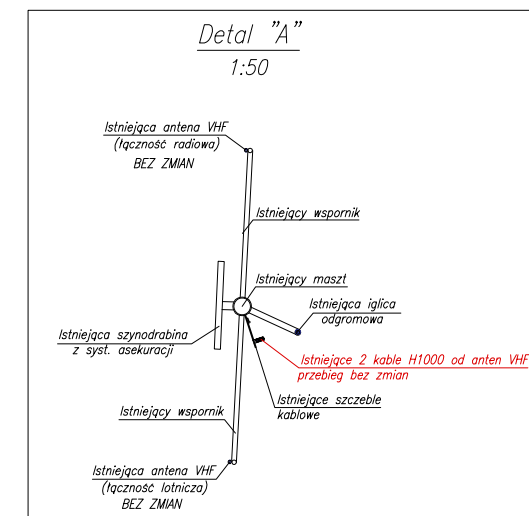 Detal "A"
1:50
Istniejąca antena VHF
(łączność radiowa)
BEZ ZMIAN
Istniejący wspornik
Istniejący maszt
Istniejąca iglica
odgromowa
Istniejąca szynodrabina
z syst. asekuracji
Istniejące 2 kable H1000 od anten VHF
przebieg bez zmian
Istniejące szczeble
kablowe
Istniejący wspornik
Istniejąca antena VHF
(łączność lotnicza)
BEZ ZMIAN